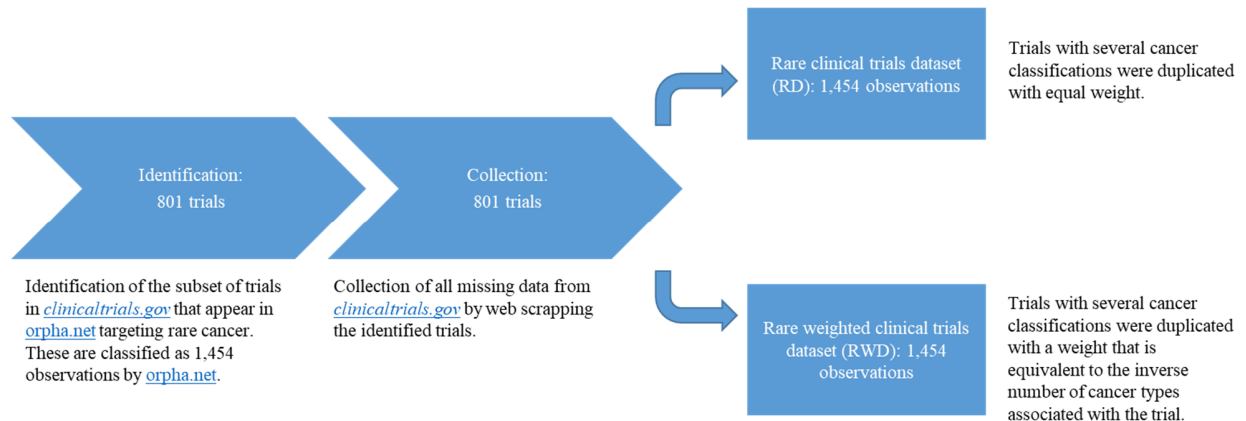 Identification:
801 trials
Identification of the subset of trials
in clinicaltrials.gov that appear in
orpha.net targeting rare cancer.
These are classified as 1,454
observations by orpha.net.
Collection:
801 trials
Collection of all missing data from
clinicaltrials.gov by web scrapping
the identified trials.
Rare clinical trials dataset
(RD): 1,454 observations
Trials with several cancer
classifications were duplicated
with equal weight.
Rare weighted clinical trials
dataset (RWD): 1,454
observations
Trials with several cancer
classifications were duplicated
with a weight that is
equivalent to the inverse
number of cancer types
associated with the trial.